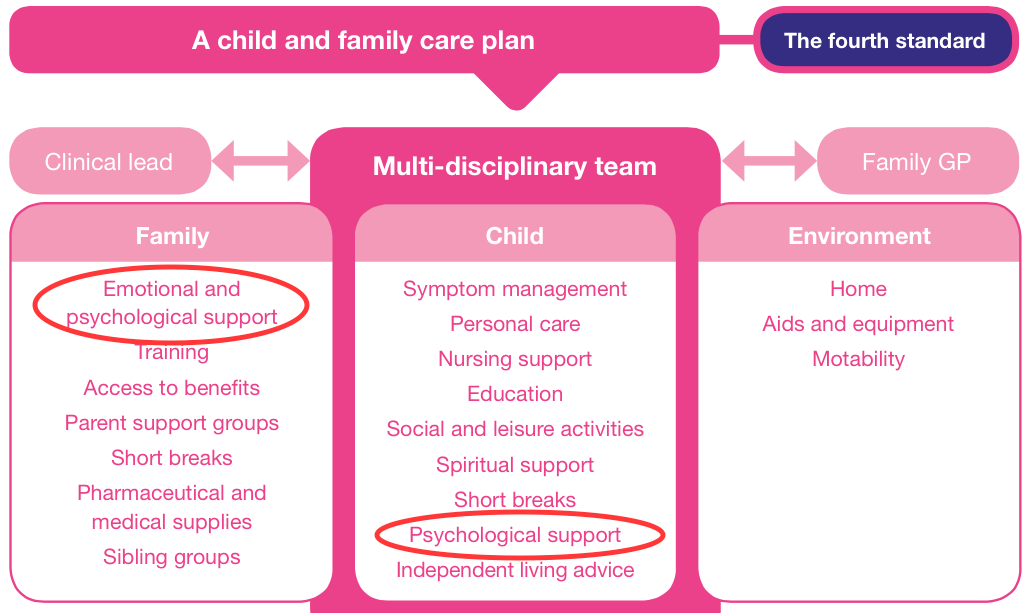 A child and family care plan
The fourth standard
Clinical lead
Multi-disciplinary team
Family GP
Family
Emotional and
psychological support
Training
Access to benefits
Parent support groups
Short breaks
Pharmaceutical and
medical supplies
Sibling groups
Child
Symptom management
Personal care
Nursing support
Education
Social and leisure activities
Spiritual support
Short breaks
Psychological support
Independent living advice
Environment
Home
Aids and equipment
Motability